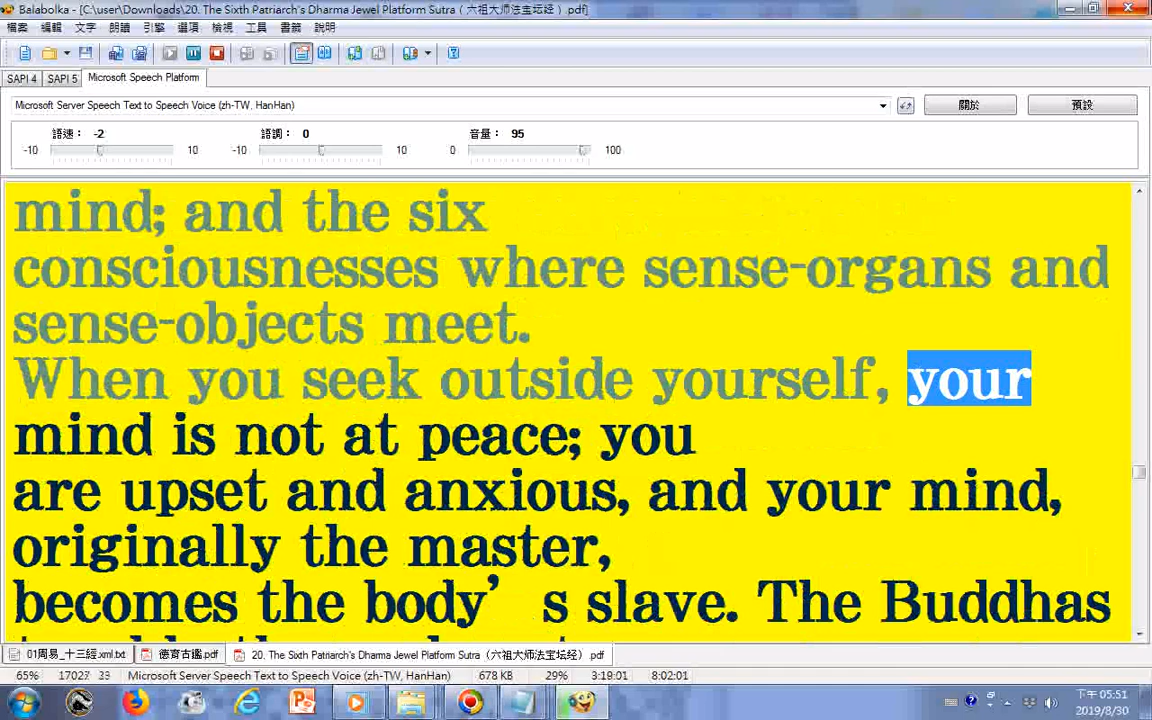 Balabolka - [C:\user\Downloads\20. The Sixth Patriarch's Dharma Jewel Platform Sutra（六祖大师法宝坛经）.pdf]
檔案 編輯 文字 朗讀 引擎 選項 檢視 工具 書籤 說明
SAPI 4 SAPI 5 Microsoft Speech Platform
Microsoft Server Speech Text to Speech Voice (zh-TW, HanHan) 關於 預設
語速： -2 語調： 0 音量： 95
-10 10 -10 10 0 100
mind; and the six
consciousnesses where sense-organs and
sense-objects meet.
When you seek outside yourself, your
mind is not at peace; you
are upset and anxious, and your mind,
originally the master,
becomes the body’s slave. The Buddhas
01周易_十三經.xml.txt 德育古鑑.pdf 20. The Sixth Patriarch's Dharma Jewel Platform Sutra（六祖大师法宝坛经）.pdf
65% 17027 33 Microsoft Server Speech Text to Speech Voice (zh-TW, HanHan) 678 KB 29% 3:19:01 8:02:01
下午 05:51
2019/8/30